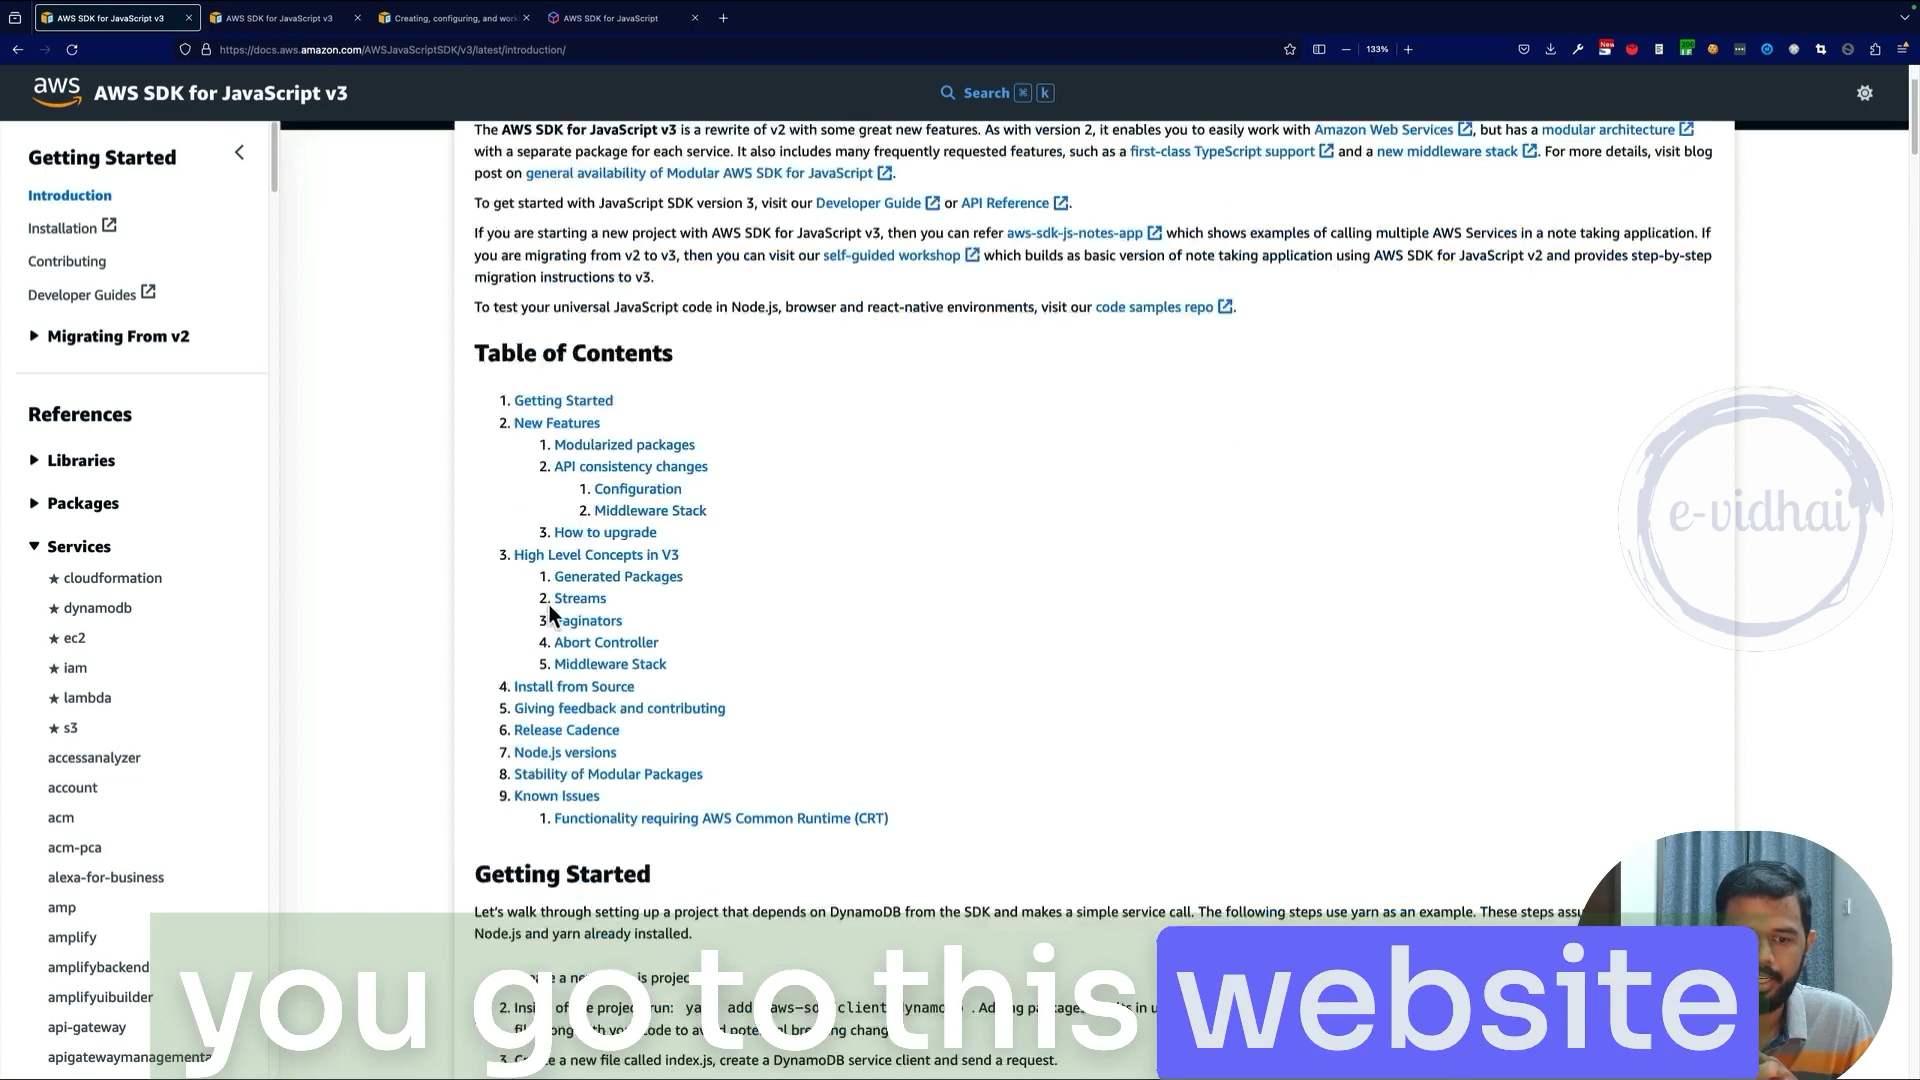 AWS SDK for JavaScript v3
AWS SDK for JavaScript v3
Creating, configuring, and work
AWS SDK for JavaScript
https://docs.aws.amazon.com/AWSJavaScriptSDK/v3/latest/introduction/
133%
New
aws
AWS SDK for JavaScript v3
Search ⌘ k
Getting Started
Introduction
Installation
Contributing
Developer Guides
Migrating From v2
References
Libraries
Packages
Services
★ cloudformation
★ dynamodb
★ ec2
★ iam
★ lambda
★ s3
accessanalyzer
account
acm
acm-pca
alexa-for-business
amp
amplify
amplifybackend
amplifyuibuilder
api-gateway
apigatewaymanagementa
The AWS SDK for JavaScript v3 is a rewrite of v2 with some great new features. As with version 2, it enables you to easily work with Amazon Web Services, but has a modular architecture
with a separate package for each service. It also includes many frequently requested features, such as a first-class TypeScript support and a new middleware stack. For more details, visit blog
post on general availability of Modular AWS SDK for JavaScript.
To get started with JavaScript SDK version 3, visit our Developer Guide or API Reference.
If you are starting a new project with AWS SDK for JavaScript v3, then you can refer aws-sdk-js-notes-app which shows examples of calling multiple AWS Services in a note taking application. If
you are migrating from v2 to v3, then you can visit our self-guided workshop which builds as basic version of note taking application using AWS SDK for JavaScript v2 and provides step-by-step
migration instructions to v3.
To test your universal JavaScript code in Node.js, browser and react-native environments, visit our code samples repo.
Table of Contents
1. Getting Started
2. New Features
1. Modularized packages
2. API consistency changes
1. Configuration
2. Middleware Stack
3. How to upgrade
3. High Level Concepts in V3
1. Generated Packages
2. Streams
3 aginators
4. Abort Controller
5. Middleware Stack
4. Install from Source
5. Giving feedback and contributing
6. Release Cadence
7. Node.js versions
8. Stability of Modular Packages
9. Known Issues
1. Functionality requiring AWS Common Runtime (CRT)
Getting Started
Let's walk through setting up a project that depends on DynamoDB from the SDK and makes a simple service call. The following steps use yarn as an example. These steps assu
Node.js and yarn already installed.
3. Create a new file called index.js, create a DynamoDB service client and send a request.
e-vidhai
you go to this website